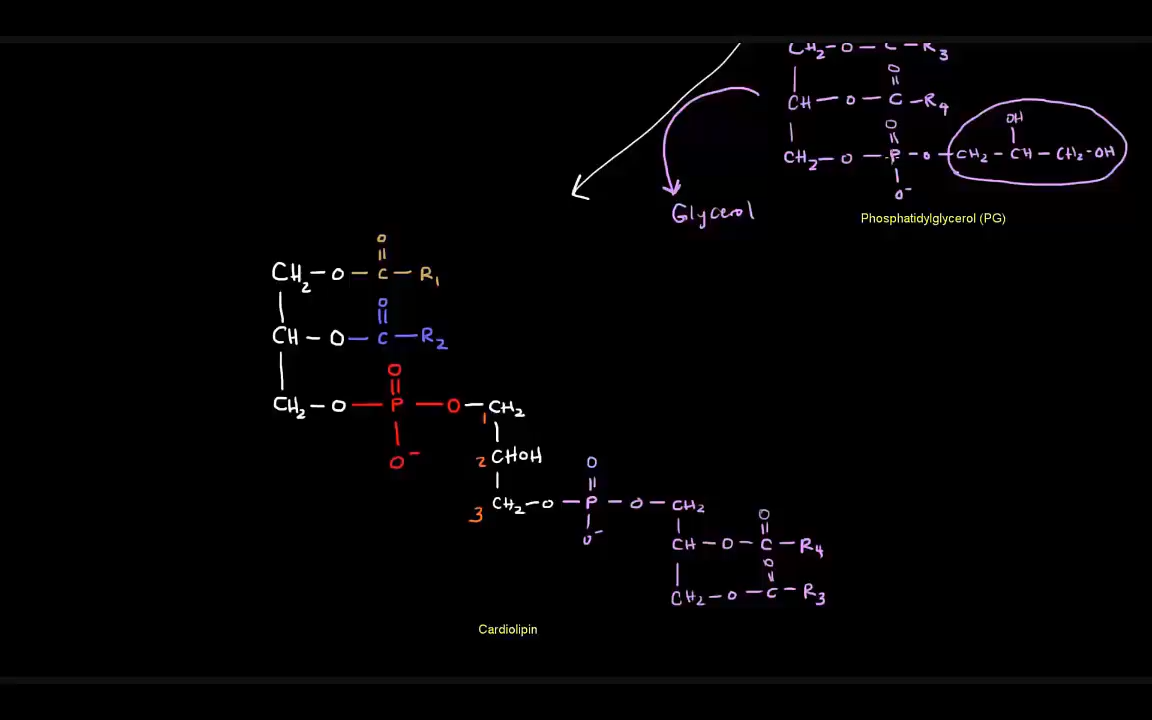 CH2-O-C-R3
O
CH-O-C-R4
O OH
CH2-O-P-O-CH2-CH-CH2-OH
O-
Glycerol
Phosphatidylglycerol (PG)
O
CH2-O-C-R1
O
CH-O-C-R2
O
CH2-O-P-O-CH2
1
O-
2 CHOH
O
3 CH2-O-P-O-CH2
O-
O
CH-O-C-R4
O
CH2-O-C-R3
Cardiolipin